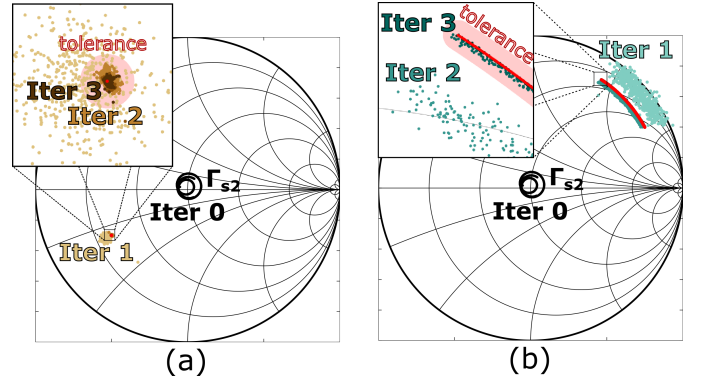 tolerance
Iter 3
Iter 2
Γs2
Iter 0
Iter 1
(a)
Iter 3
tolerance
Iter 2
Iter 1
Γs2
Iter 0
(b)